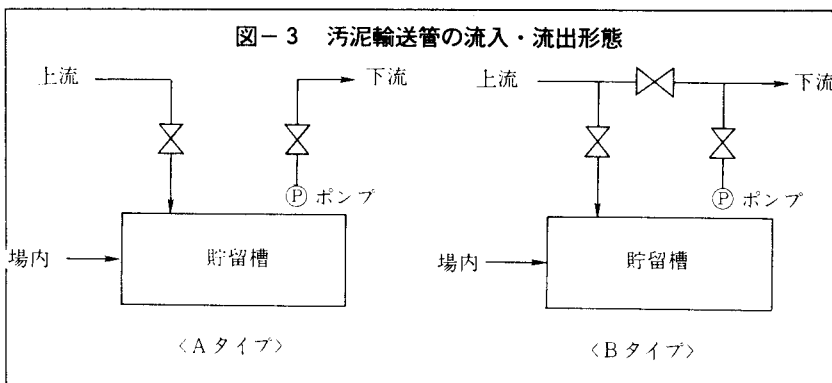 図－3 汚泥輸送管の流入・流出形態
上流
下流
Ⓟ ポンプ
場内
貯留槽
〈Aタイプ〉
上流
下流
Ⓟ ポンプ
場内
貯留槽
〈Bタイプ〉